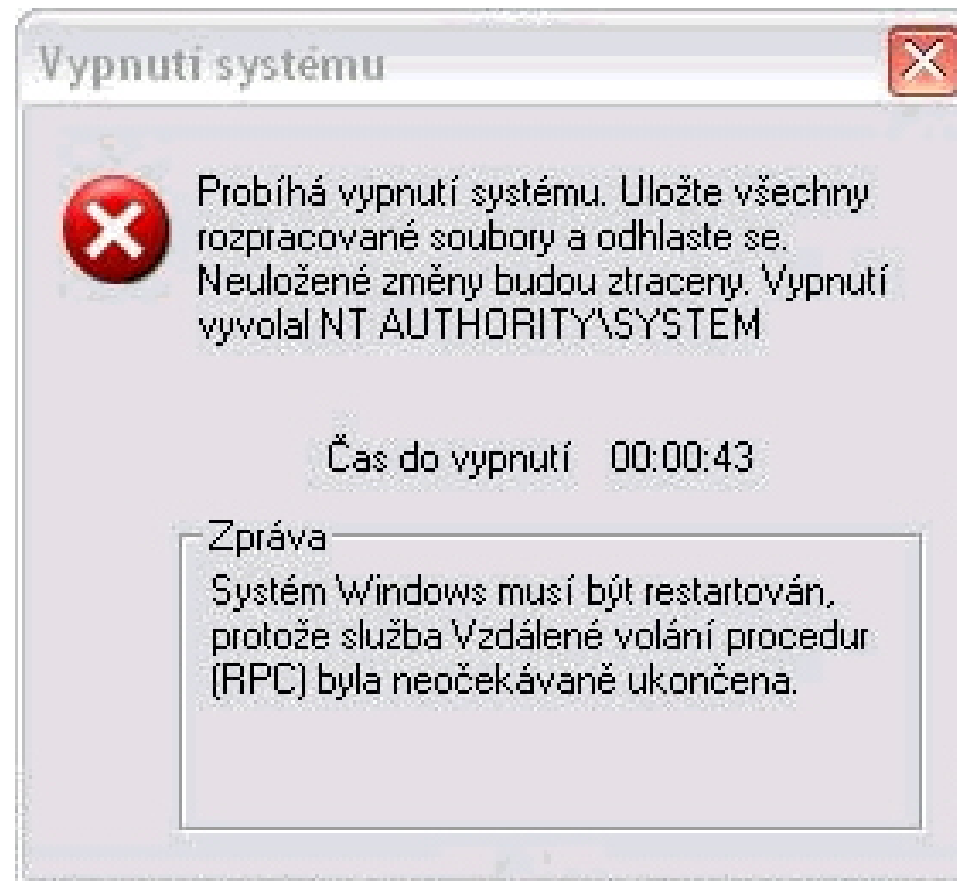 Vypnutí systému
Probíhá vypnutí systému. Uložte všechny
rozpracované soubory a odhlaste se.
Neuložené změny budou ztraceny. Vypnutí
vyvolal NT AUTHORITY\SYSTEM
Čas do vypnutí 00:00:43
Zpráva
Systém Windows musí být restartován,
protože služba Vzdálené volání procedur
(RPC) byla neočekávaně ukončena.